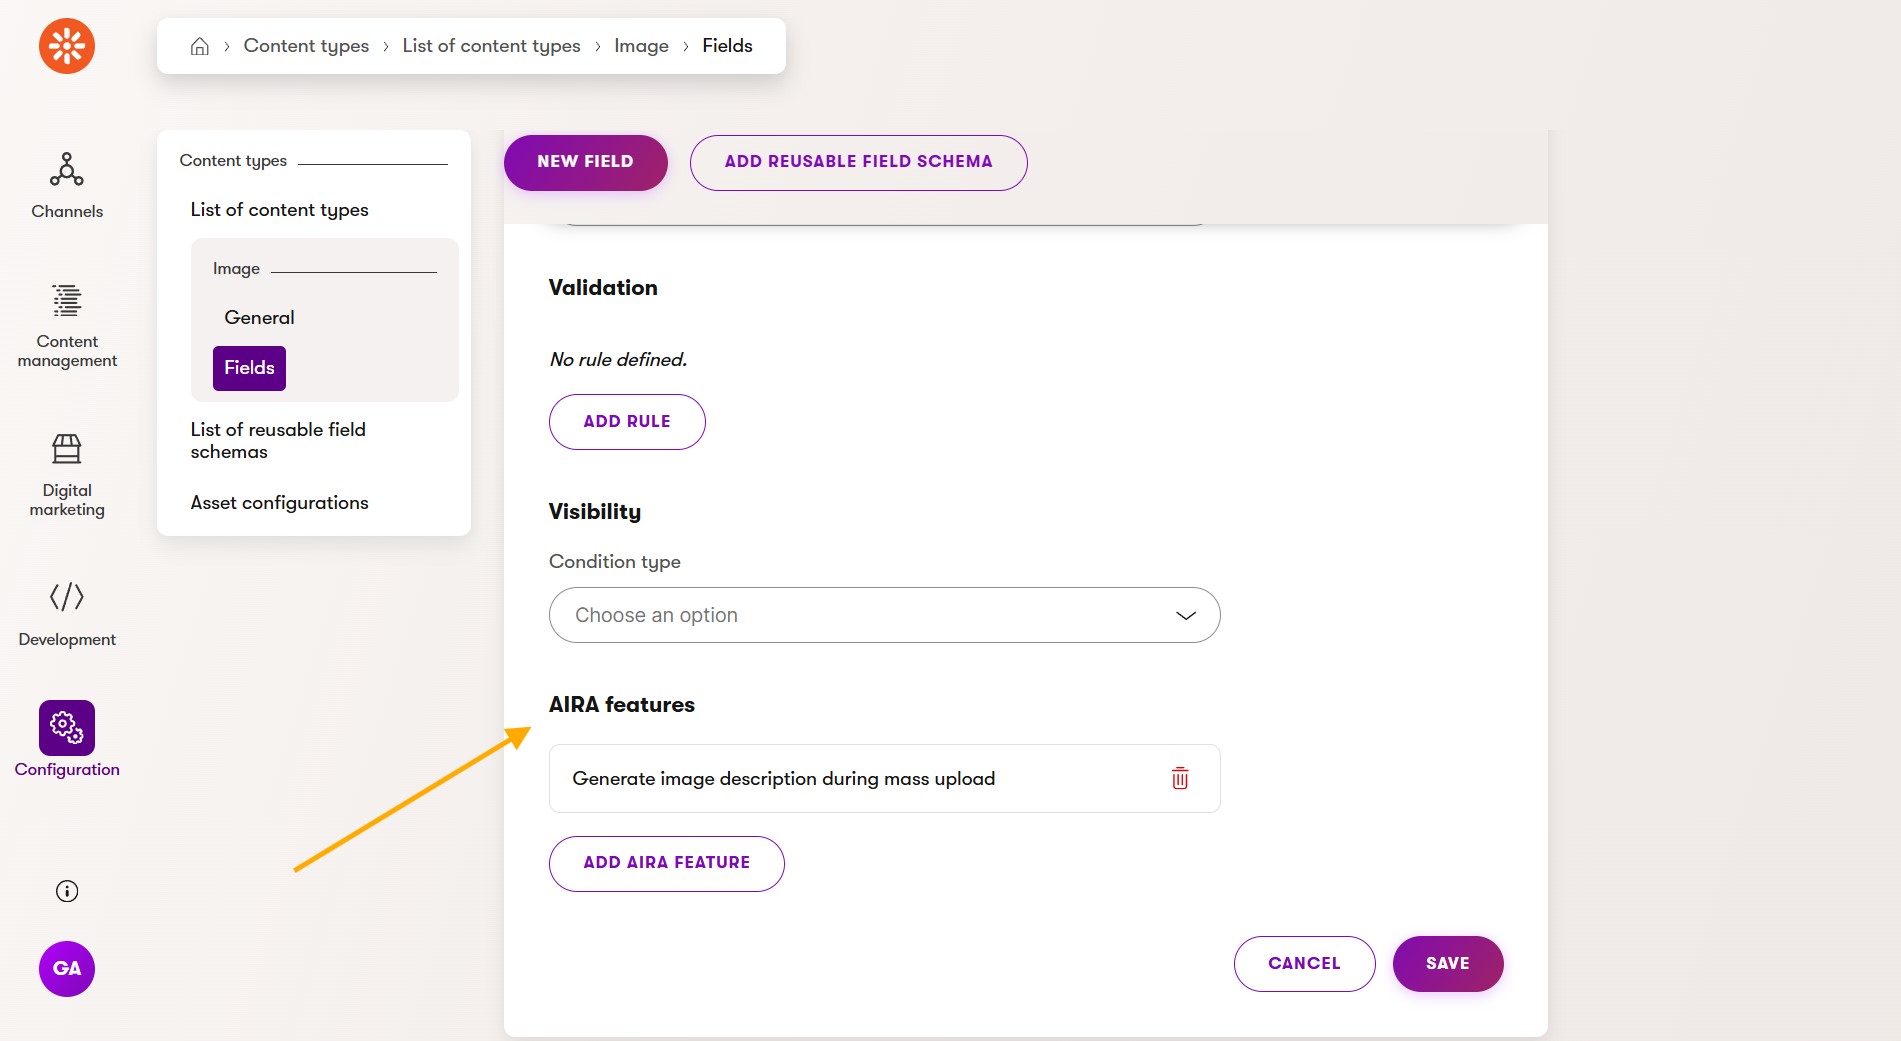 Content types
List of content types
Image
Fields
Channels
Content
management
Digital
marketing
Development
Configuration
GA
Content types
List of content types
Image
General
Fields
List of reusable field
schemas
Asset configurations
NEW FIELD
ADD REUSABLE FIELD SCHEMA
Validation
No rule defined.
ADD RULE
Visibility
Condition type
Choose an option
AIRA features
Generate image description during mass upload
ADD AIRA FEATURE
CANCEL
SAVE